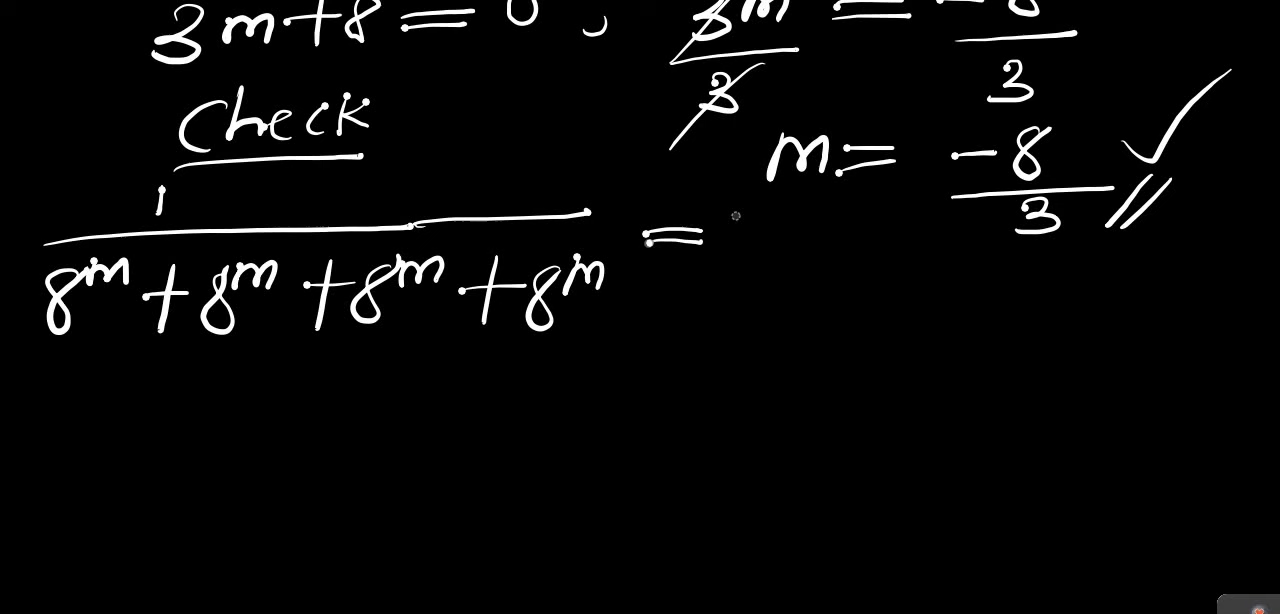 3m+8=0, 3m/3 = -8/3
Check
m = -8/3 ✓
1/(8^m+8^m+8^m+8^m) =